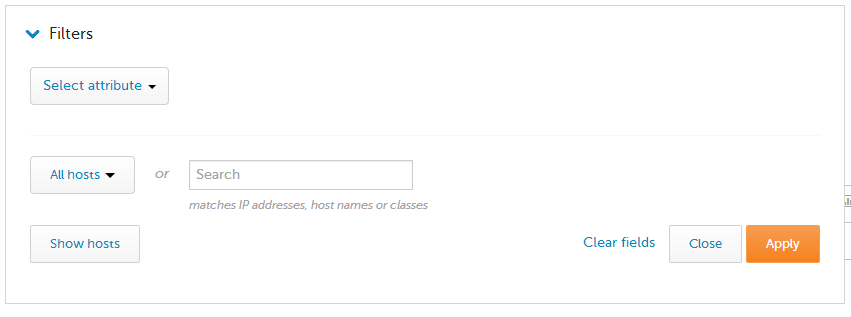 Filters
Select attribute
All hosts or Search
matches IP addresses, host names or classes
Show hosts Clear fields Close Apply